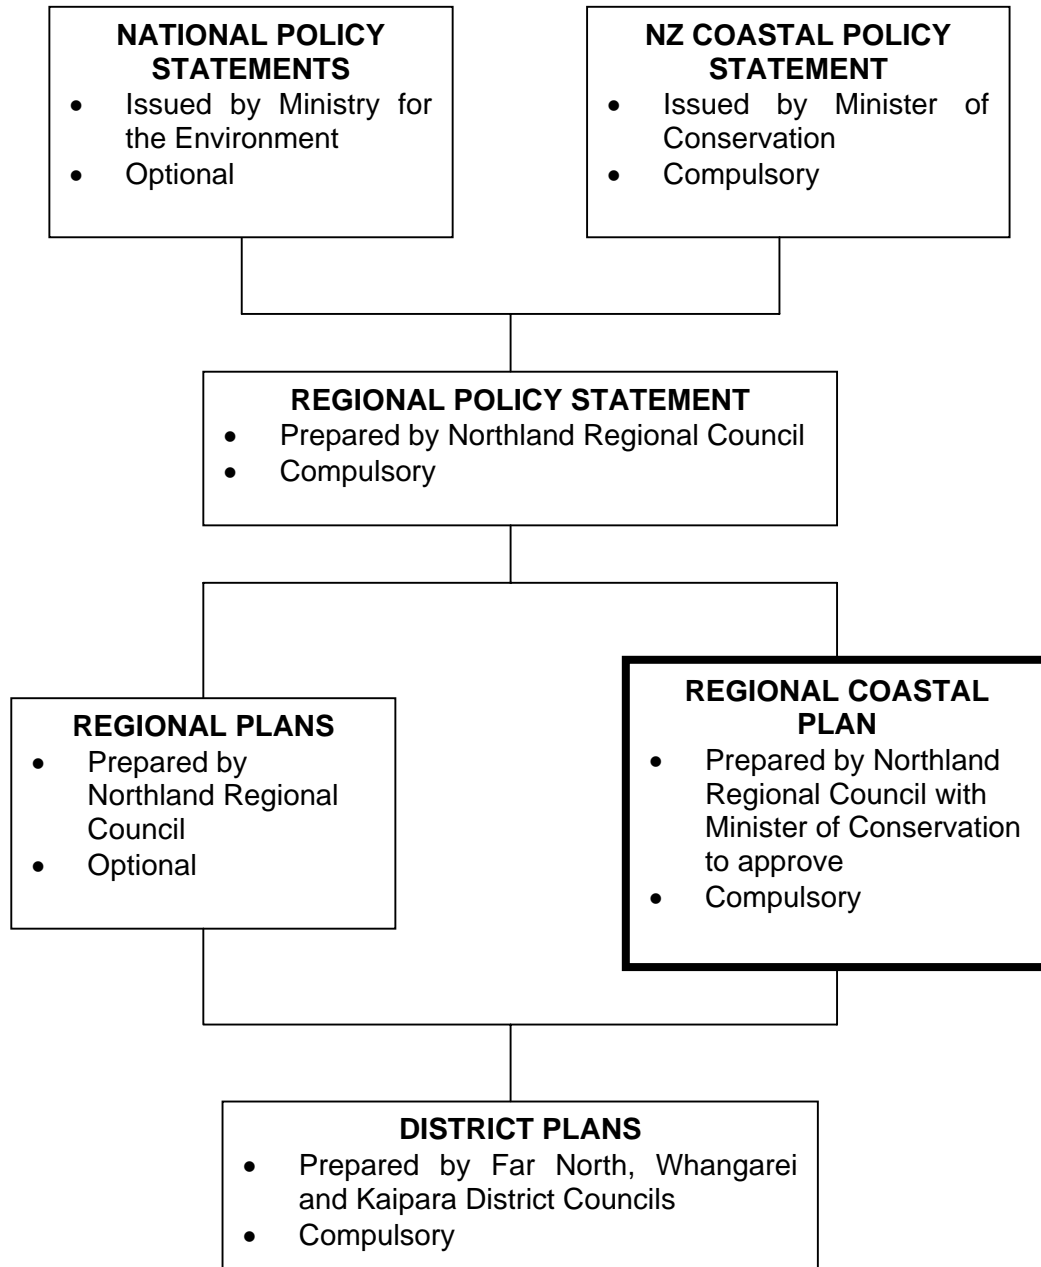 NATIONAL POLICY
STATEMENTS
• Issued by Ministry for
the Environment
• Optional
NZ COASTAL POLICY
STATEMENT
• Issued by Minister of
Conservation
• Compulsory
REGIONAL POLICY STATEMENT
• Prepared by Northland Regional Council
• Compulsory
REGIONAL PLANS
• Prepared by
Northland Regional
Council
• Optional
REGIONAL COASTAL
PLAN
• Prepared by Northland
Regional Council with
Minister of Conservation
to approve
• Compulsory
DISTRICT PLANS
• Prepared by Far North, Whangarei
and Kaipara District Councils
• Compulsory